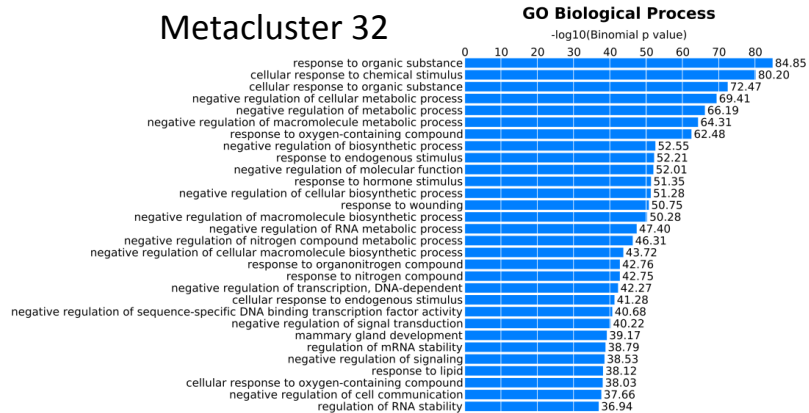 Metacluster 32
GO Biological Process
-log10(Binomial p value)
0 10 20 30 40 50 60 70 80
response to organic substance 84.85
cellular response to chemical stimulus 80.20
cellular response to organic substance 72.47
negative regulation of cellular metabolic process 69.41
negative regulation of metabolic process 66.19
negative regulation of macromolecule metabolic process 64.31
response to oxygen-containing compound 62.48
negative regulation of biosynthetic process 52.55
response to endogenous stimulus 52.21
negative regulation of molecular function 52.01
response to hormone stimulus 51.35
negative regulation of cellular biosynthetic process 51.28
response to wounding 50.75
negative regulation of macromolecule biosynthetic process 50.28
negative regulation of RNA metabolic process 47.40
negative regulation of nitrogen compound metabolic process 46.31
negative regulation of cellular macromolecule biosynthetic process 43.72
response to organonitrogen compound 42.76
response to nitrogen compound 42.75
negative regulation of transcription, DNA-dependent 42.27
cellular response to endogenous stimulus 41.28
negative regulation of sequence-specific DNA binding transcription factor activity 40.68
negative regulation of signal transduction 40.22
mammary gland development 39.17
regulation of mRNA stability 38.79
negative regulation of signaling 38.53
response to lipid 38.12
cellular response to oxygen-containing compound 38.03
negative regulation of cell communication 37.66
regulation of RNA stability 36.94